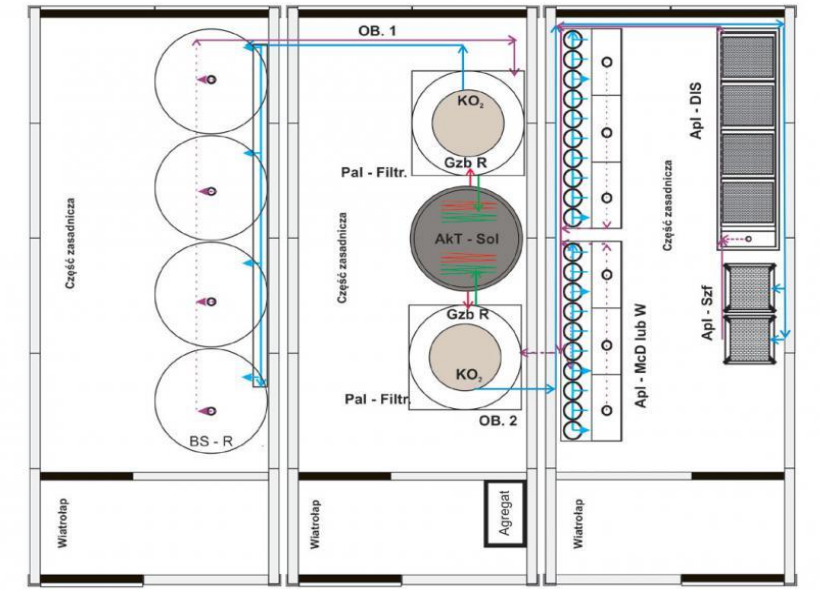 OB. 1
KO₂
Gzb R
Pal - Filtr.
AkT - Sol
Gzb R
KO₂
Pal - Filtr.
OB. 2
BS - R
Część zasadnicza
Część zasadnicza
Część zasadnicza
Apl - DIS
Apl - Szf
Apl - McD lub W
Wiatrołap
Wiatrołap
Agregat
Wiatrołap